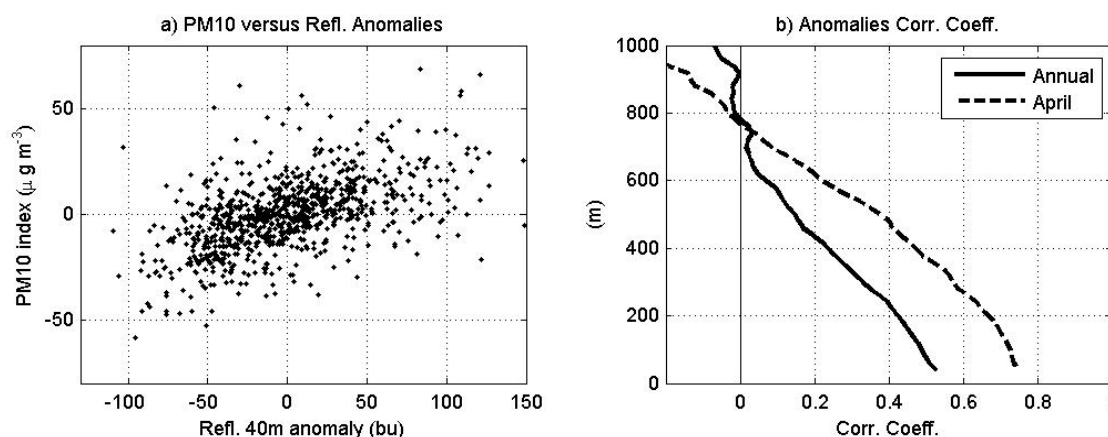 a) PM10 versus Refl. Anomalies
PM10 index (μ g m-3)
50
0
-50
-100
-50
0
50
100
150
Refl. 40m anomaly (bu)
b) Anomalies Corr. Coeff.
(m)
1000
800
600
400
200
0
Annual
April
0
0.2
0.4
0.6
0.8
Corr. Coeff.